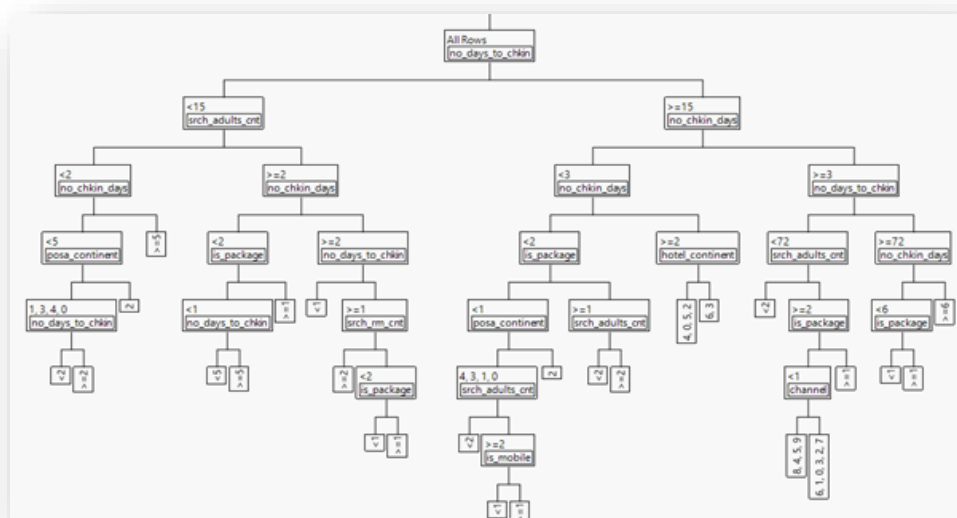 All Rows
no_days_to_chkin
<15
srch_adults_cnt
>=15
no_chkin_days
<2
no_chkin_days
>=2
no_chkin_days
<3
no_chkin_days
>=3
no_days_to_chkin
<5
posa_continent
>=5
<2
is_package
>=2
no_days_to_chkin
<2
is_package
>=2
hotel_continent
<72
srch_adults_cnt
>=72
no_chkin_days
1, 3, 4, 0
no_days_to_chkin
2
<1
no_days_to_chkin
>=1
<1
>=1
srch_rm_cnt
<1
posa_continent
>=1
srch_adults_cnt
4, 0, 5, 2
6, 3
<2
>=2
is_package
<6
is_package
>=6
<2
>=2
<5
>=5
>=2
<2
is_package
4, 3, 1, 0
srch_adults_cnt
2
<2
>=2
<1
channel
>=1
<1
>=1
<1
>=1
<2
>=2
is_mobile
8, 4, 5, 9
6, 1, 0, 3, 2, 7
<1
>=1